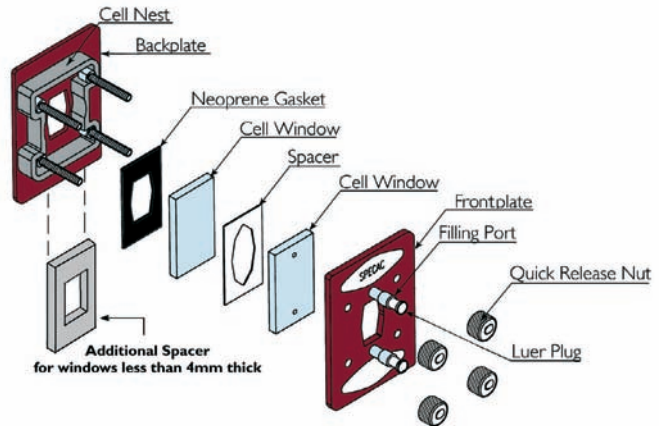 Cell Nest
Backplate
Neoprene Gasket
Cell Window
Spacer
Cell Window
Frontplate
Filling Port
SPECAC
Quick Release Nut
Luer Plug
Additional Spacer
for windows less than 4mm thick